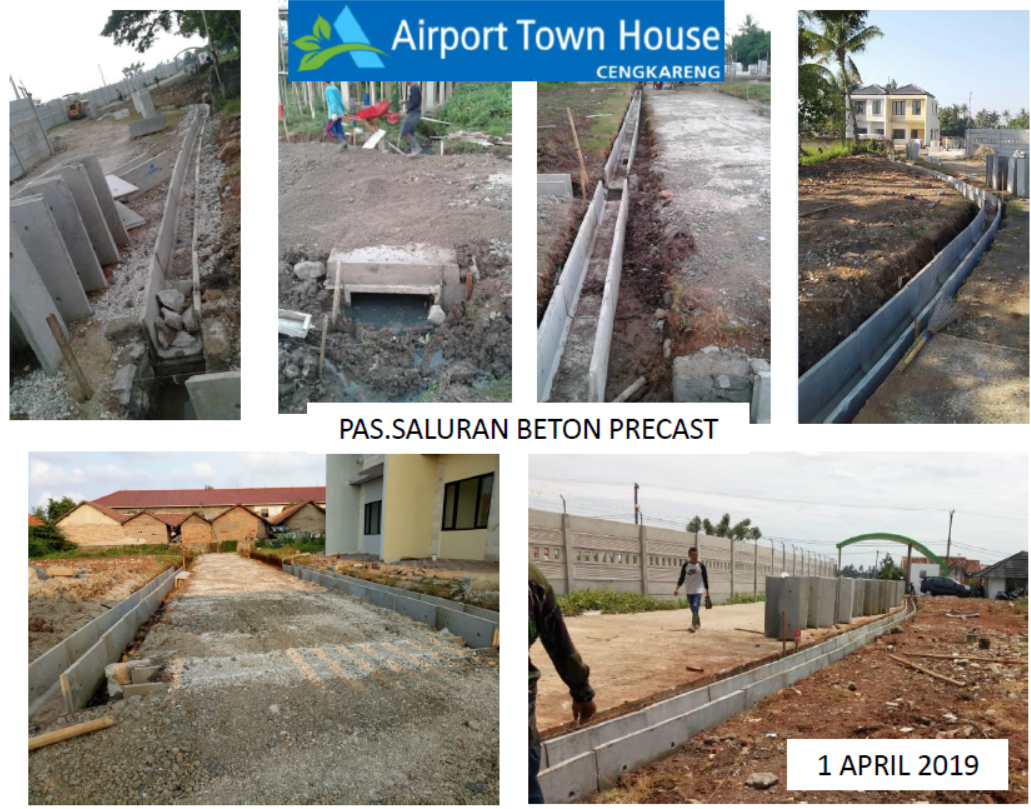 Airport Town House
CENGKARENG
PAS.SALURAN BETON PRECAST
1 APRIL 2019